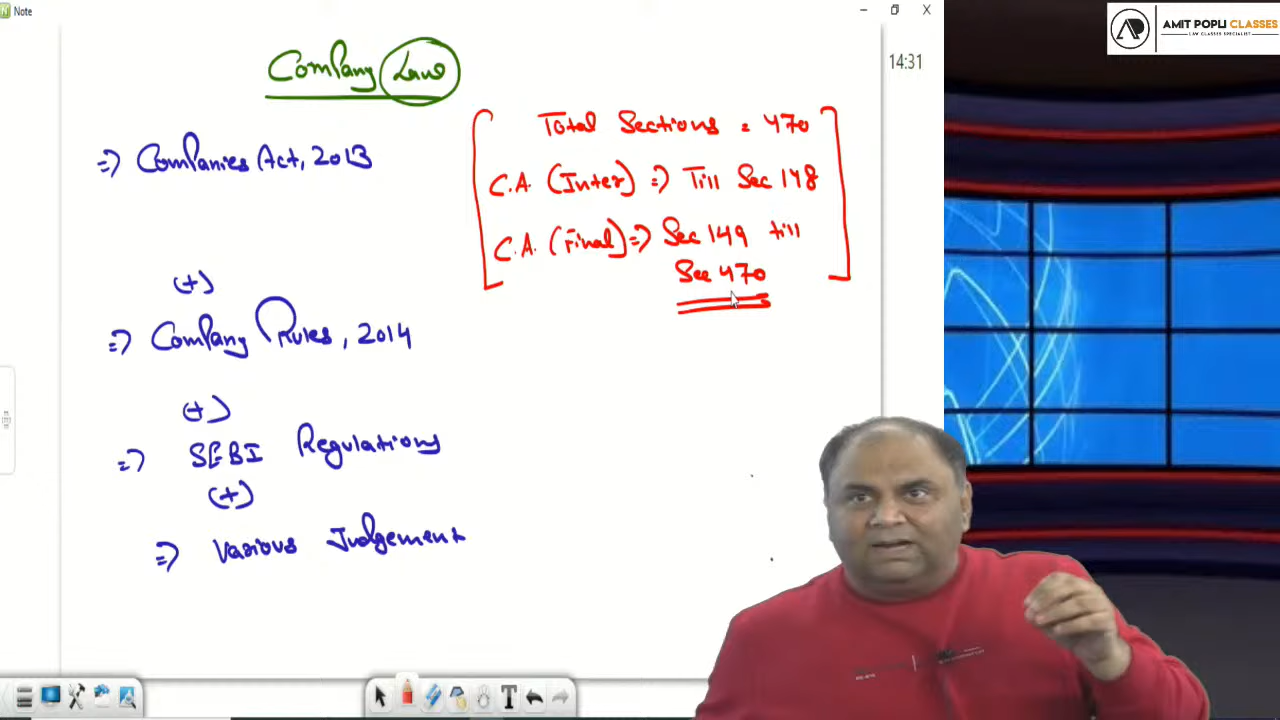 Note
AMIT POPLI CLASSES
LAW CLASSES SPECIALIST
14:31
Company Law
Total Sections = 470
C.A. (Inter) => Till Sec 148
C.A. (Final) => Sec 149 till
Sec 470
=> Companies Act, 2013
(+)
=> Company Rules, 2014
(+)
=> SEBI Regulations
(+)
=> Various Judgement